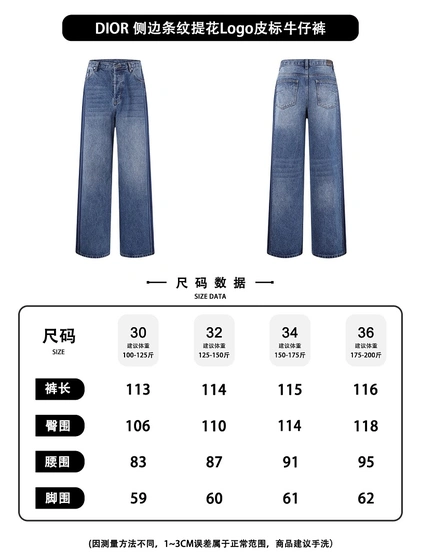 DIOR 侧边条纹提花Logo皮标牛仔裤
尺码数据
SIZE DATA
尺码 30 32 34 36
SIZE 建议体重 建议体重 建议体重 建议体重
100-125斤 125-150斤 150-175斤 175-200斤
裤长 113 114 115 116
臀围 106 110 114 118
腰围 83 87 91 95
脚围 59 60 61 62
(因测量方法不同，1~3CM误差属于正常范围，商品建议手洗)